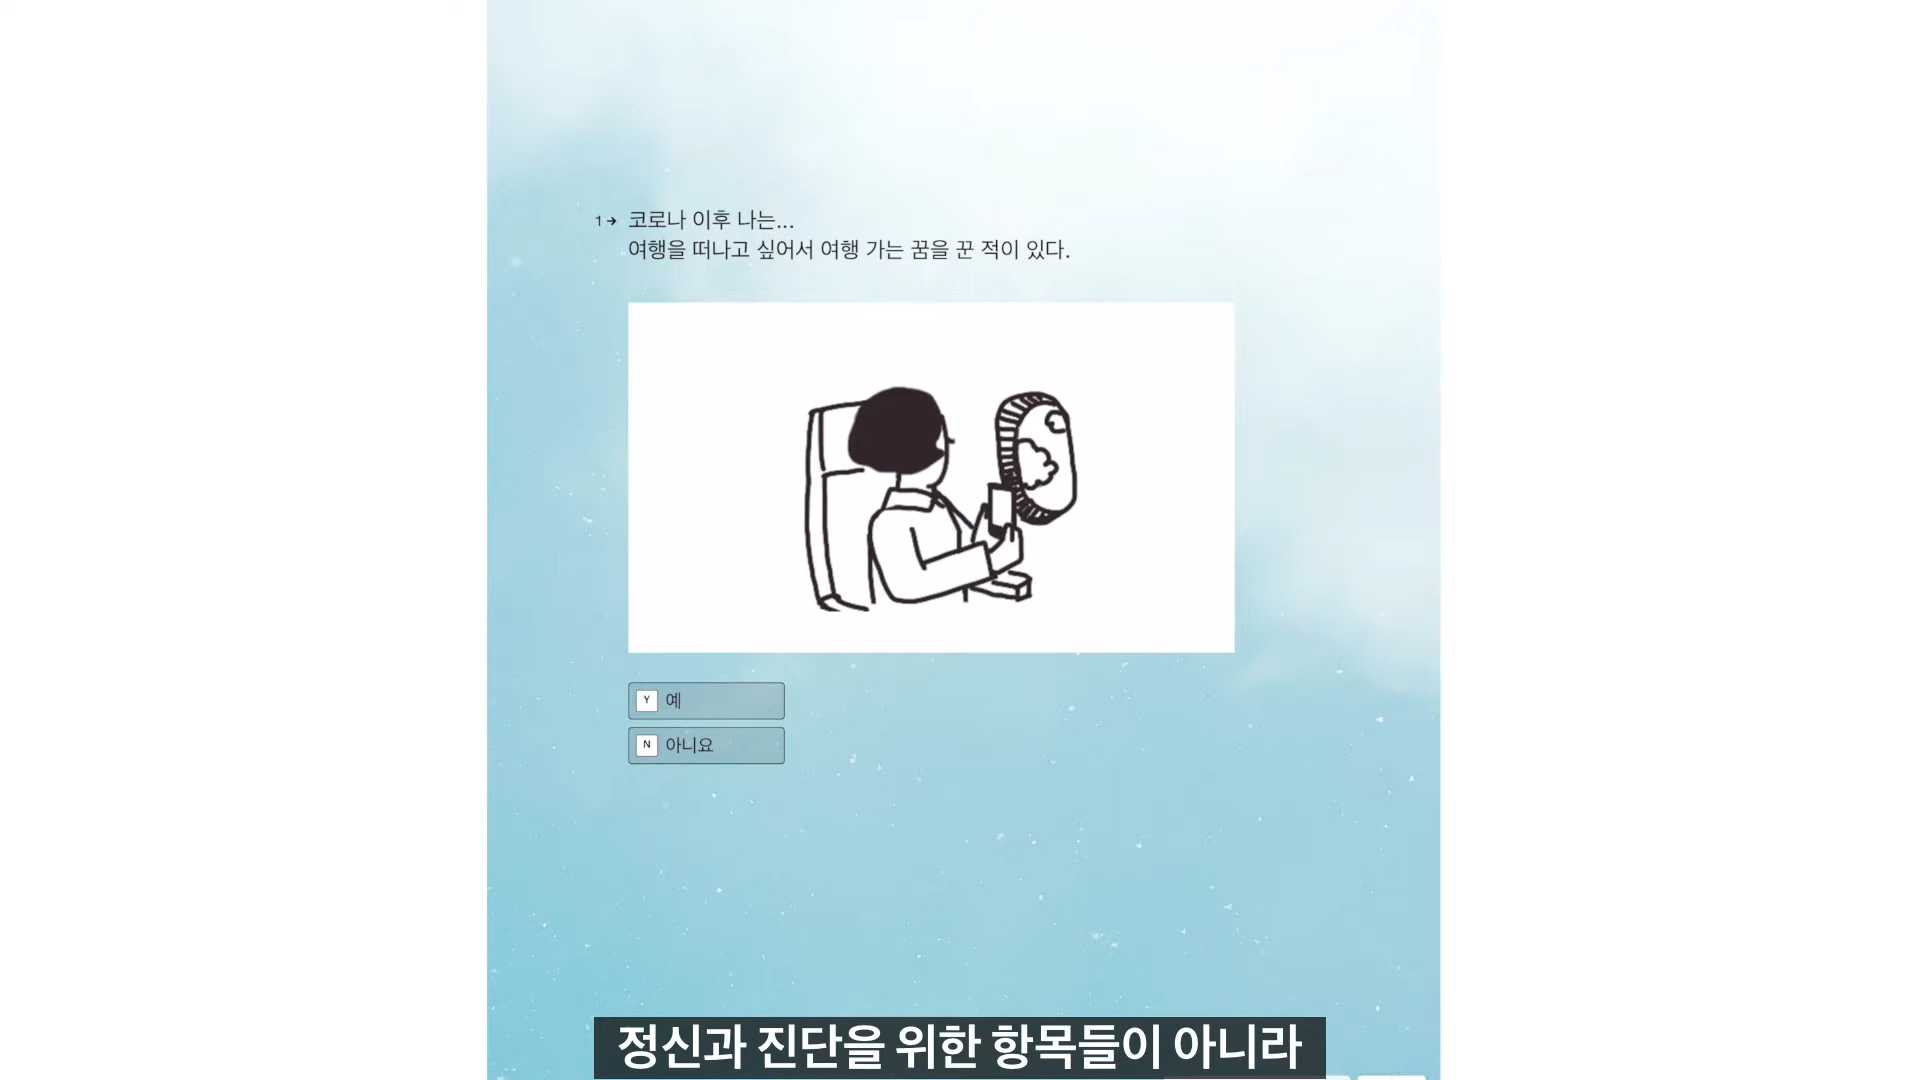 1→ 코로나 이후 나는...
여행을 떠나고 싶어서 여행 가는 꿈을 꾼 적이 있다.
Y 예
N 아니요
정신과 진단을 위한 항목들이 아니라